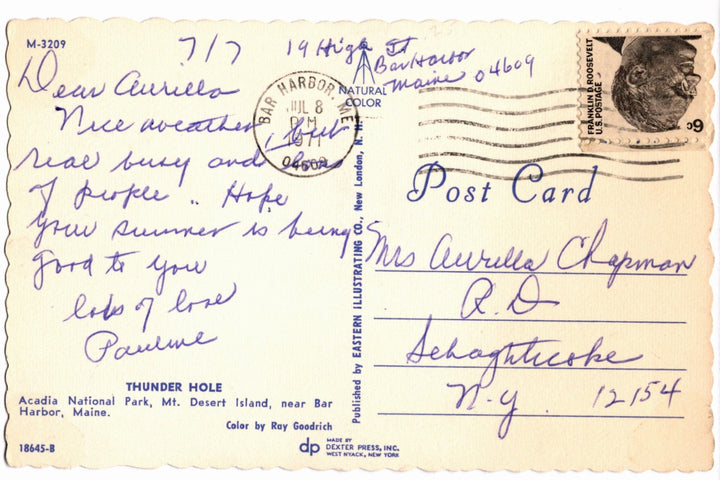 M-3209
7/7 19 High St
Bar Harbor
Maine 04609
Dear Aurilla
Nice weather, but
real busy and lots
of people .. Hope
your summer is being
good to you
lots of love
Pauline
THUNDER HOLE
Acadia National Park, Mt. Desert Island, near Bar
Harbor, Maine.
Color by Ray Goodrich
18645-B
NATURAL
COLOR
BAR HARBOR, ME
JUL 8
PM
1971
04609
FRANKLIN D. ROOSEVELT
U.S. POSTAGE
6c
Post Card
Published by EASTERN ILLUSTRATING CO., New London, N. H.
Mrs Aurilla Chapman
R.D
Schaghticoke
N.Y. 12154
dp
MADE BY
DEXTER PRESS, INC.
WEST NYACK, NEW YORK